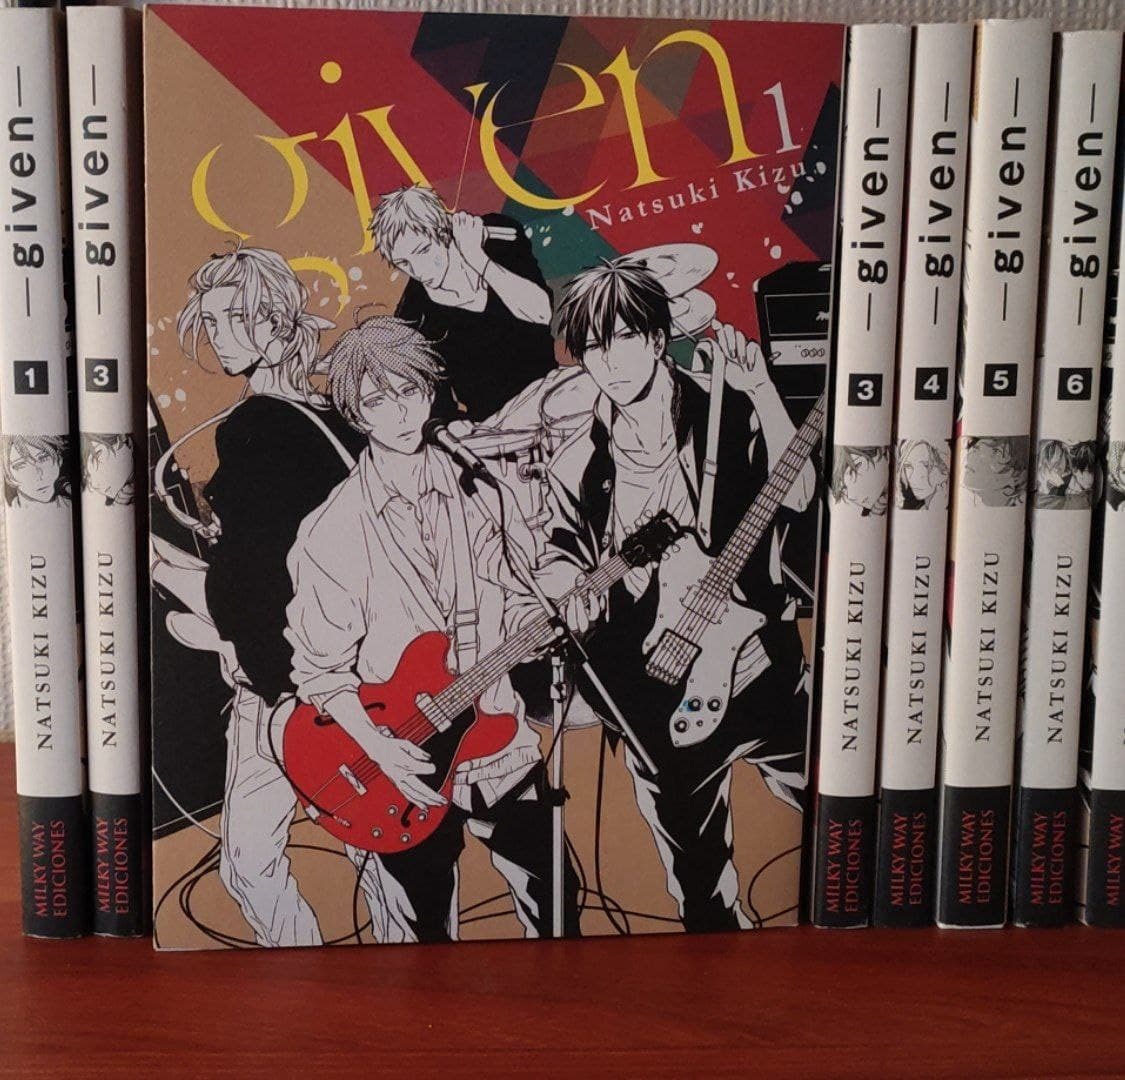 —given—
1
NATSUKI KIZU
MILKY WAY
EDICIONES
—given—
3
NATSUKI KIZU
MILKY WAY
EDICIONES
given 1
Natsuki Kizu
—given—
3
NATSUKI KIZU
MILKY WAY
EDICIONES
—given—
4
NATSUKI KIZU
MILKY WAY
EDICIONES
—given—
5
NATSUKI KIZU
MILKY WAY
EDICIONES
—given—
6
NATSUKI KIZU
MILKY WAY
EDICIONES
MILKY WAY